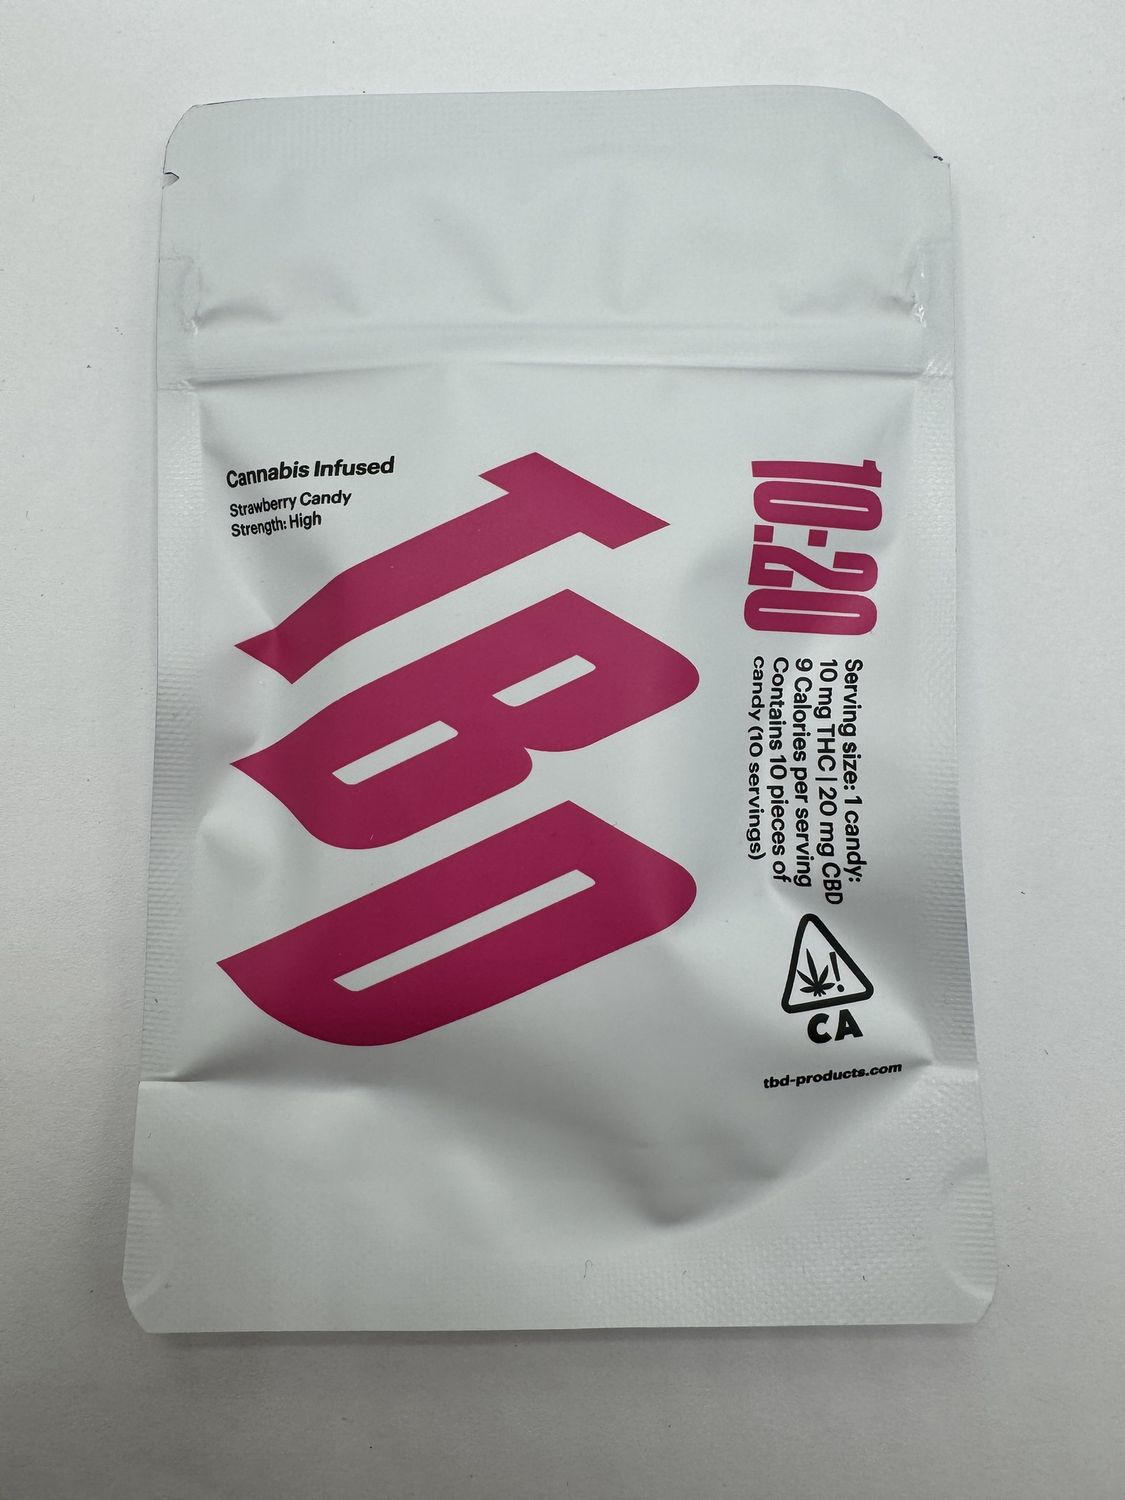 Cannabis Infused
Strawberry Candy
Strength: High
TBD
10:20
Serving size: 1 candy:
10 mg THC | 20 mg CBD
9 Calories per serving
Contains 10 pieces of
candy (10 servings)
!
CA
tbd-products.com